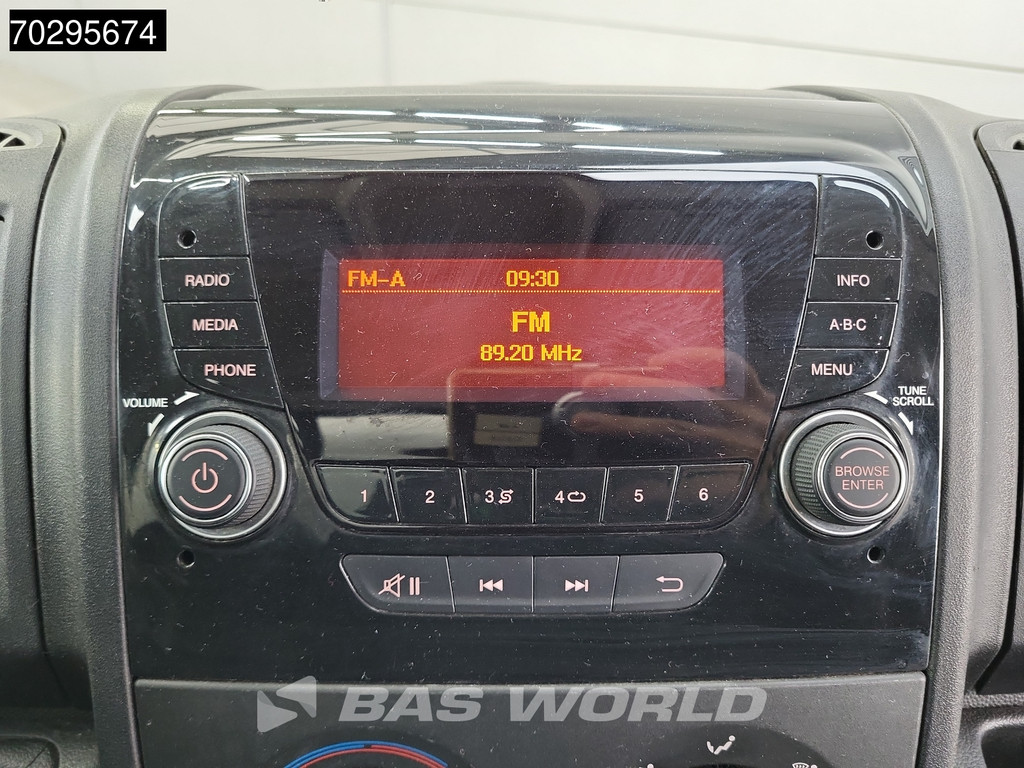 70295674
FM-A 09:30
FM
89.20 MHz
RADIO
MEDIA
PHONE
VOLUME
INFO
A·B·C
MENU
TUNE
SCROLL
BROWSE
ENTER
1 2 3 4 5 6
BAS WORLD